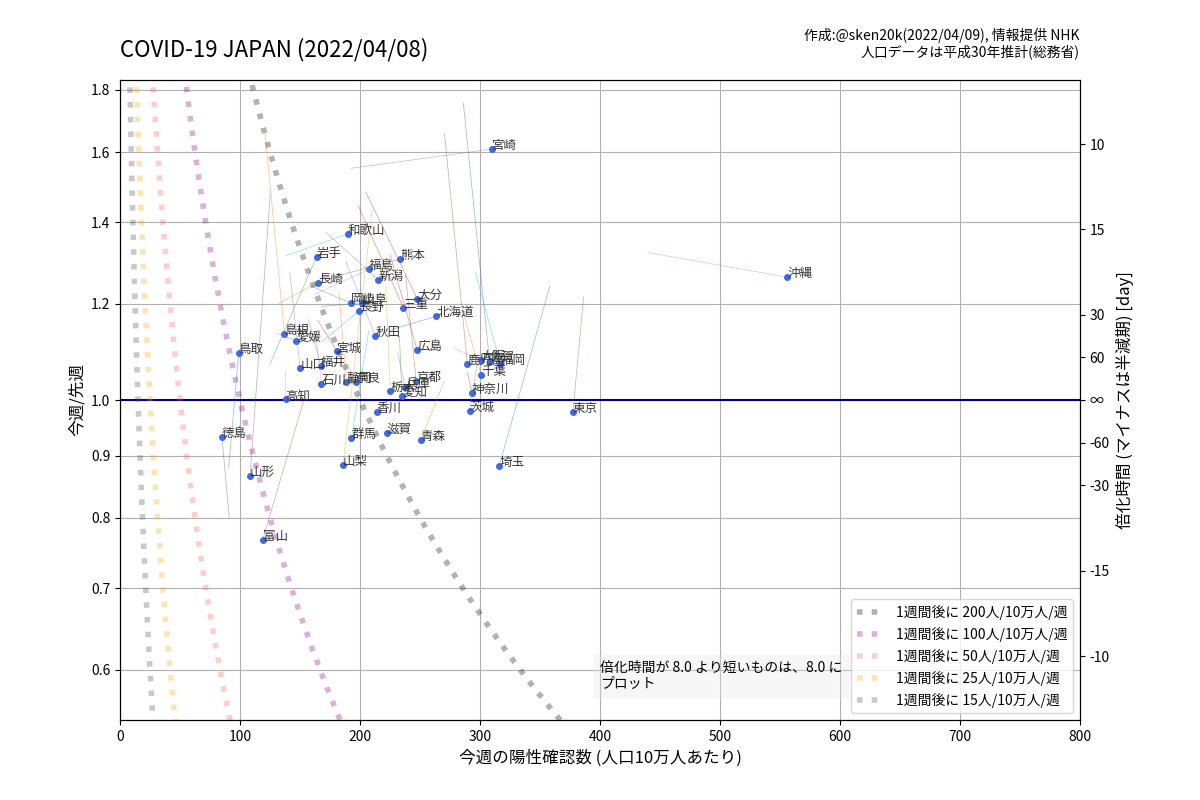 COVID-19 JAPAN (2022/04/08)
作成:@sken20k(2022/04/09), 情報提供 NHK
人口データは平成30年推計(総務省)
今週/先週
1.8
1.6
1.4
1.2
1.0
0.9
0.8
0.7
0.6
宮崎
和歌山
岩手
熊本
福島
沖縄
長崎
新潟
大分
三重
長野
北海道
島根
愛媛
秋田
鳥取
宮城
広島
山口
福井
福岡
千葉
石川
京都
高知
愛知
神奈川
香川
茨城
東京
徳島
群馬
滋賀
青森
山形
山梨
埼玉
富山
倍化時間が 8.0 より短いものは、8.0 に
プロット
1週間後に 200人/10万人/週
1週間後に 100人/10万人/週
1週間後に 50人/10万人/週
1週間後に 25人/10万人/週
1週間後に 15人/10万人/週
10
15
30
60
∞
-60
-30
-15
-10
倍化時間 (マイナスは半減期) [day]
0 100 200 300 400 500 600 700 800
今週の陽性確認数 (人口10万人あたり)